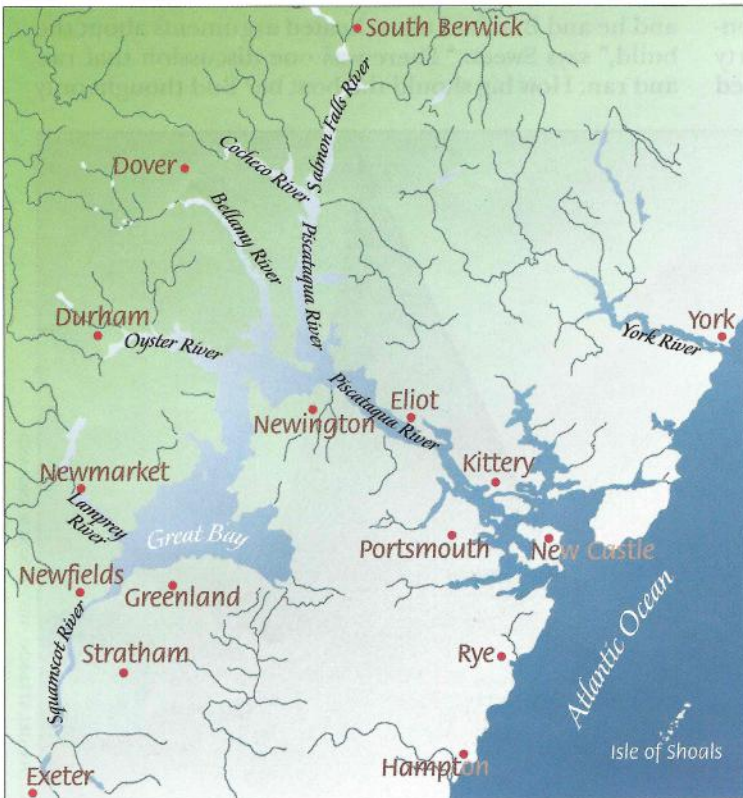 South Berwick
Salmon Falls River
Cocheco River
Dover
Bellamy River
Piscataqua River
Durham
Oyster River
York
York River
Piscataqua River
Eliot
Newington
Kittery
Newmarket
Lamprey
River
Great Bay
Portsmouth
New Castle
Newfields
Greenland
Squamscot River
Stratham
Rye
Atlantic Ocean
Isle of Shoals
Hampton
Exeter